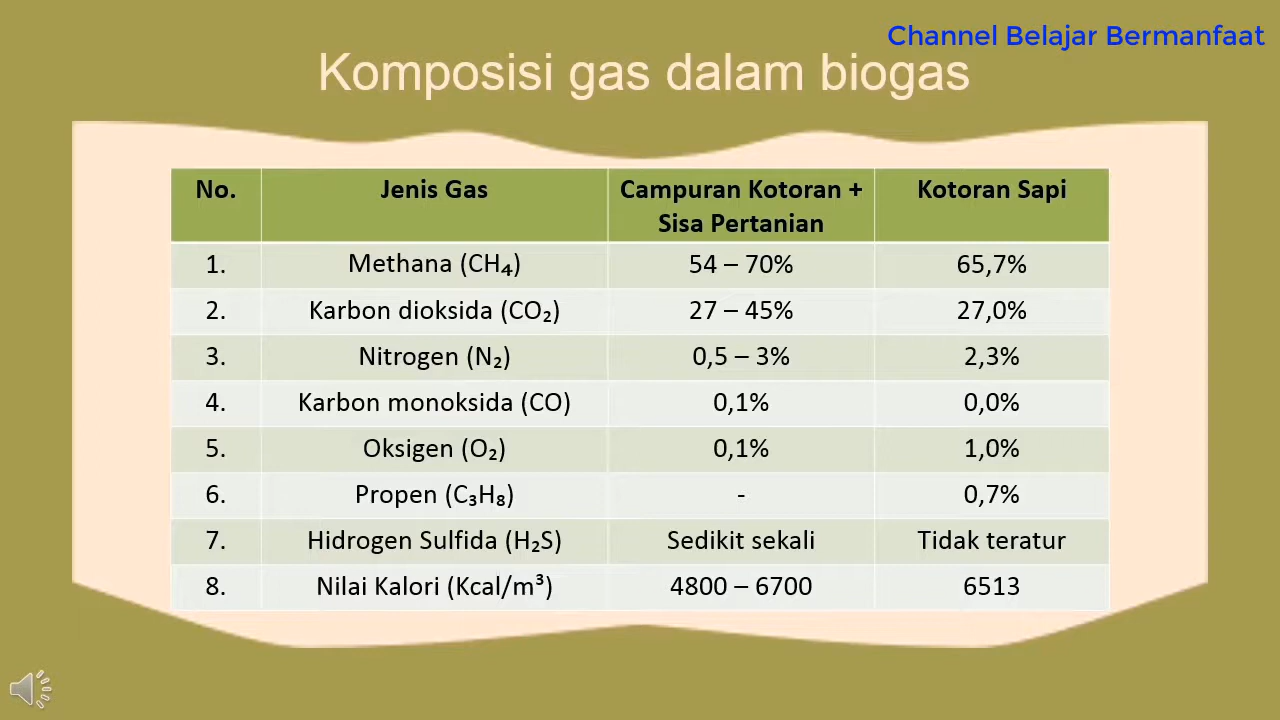 Channel Belajar Bermanfaat
Komposisi gas dalam biogas
No. Jenis Gas Campuran Kotoran + Kotoran Sapi
Sisa Pertanian
1. Methana (CH₄) 54 – 70% 65,7%
2. Karbon dioksida (CO₂) 27 – 45% 27,0%
3. Nitrogen (N₂) 0,5 – 3% 2,3%
4. Karbon monoksida (CO) 0,1% 0,0%
5. Oksigen (O₂) 0,1% 1,0%
6. Propen (C₃H₈) - 0,7%
7. Hidrogen Sulfida (H₂S) Sedikit sekali Tidak teratur
8. Nilai Kalori (Kcal/m³) 4800 – 6700 6513